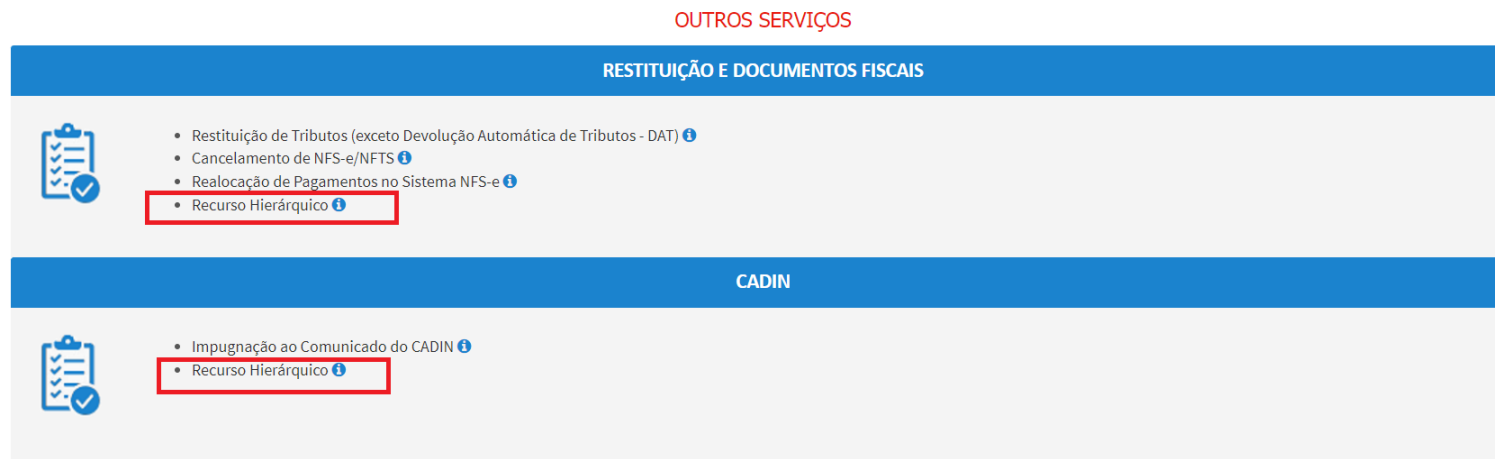 OUTROS SERVIÇOS
RESTITUIÇÃO E DOCUMENTOS FISCAIS
• Restituição de Tributos (exceto Devolução Automática de Tributos - DAT)
• Cancelamento de NFS-e/NFTS
• Realocação de Pagamentos no Sistema NFS-e
• Recurso Hierárquico
CADIN
• Impugnação ao Comunicado do CADIN
• Recurso Hierárquico